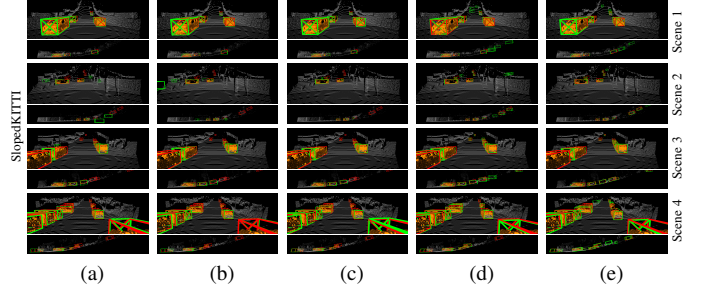 SlopedKITTI
Scene 1
Scene 2
Scene 3
Scene 4
(a) (b) (c) (d) (e)